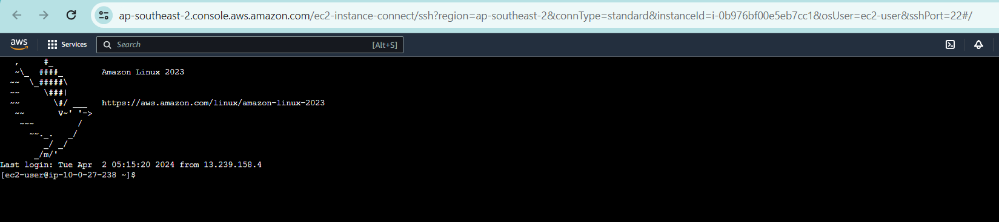 ap-southeast-2.console.aws.amazon.com/ec2-instance-connect/ssh?region=ap-southeast-2&connType=standard&instanceId=i-0b976bf00e5eb7cc1&osUser=ec2-user&sshPort=22#/
aws Services Search [Alt+S]
   ,     #_
   ~\_  ####_        Amazon Linux 2023
  ~~  \_#####\
  ~~     \###|
  ~~       \#/ ___   https://aws.amazon.com/linux/amazon-linux-2023
   ~~       V~' '->
    ~~~         /
      ~~._.   _/
         _/ _/
       _/m/'
Last login: Tue Apr  2 05:15:20 2024 from 13.239.158.4
[ec2-user@ip-10-0-27-238 ~]$